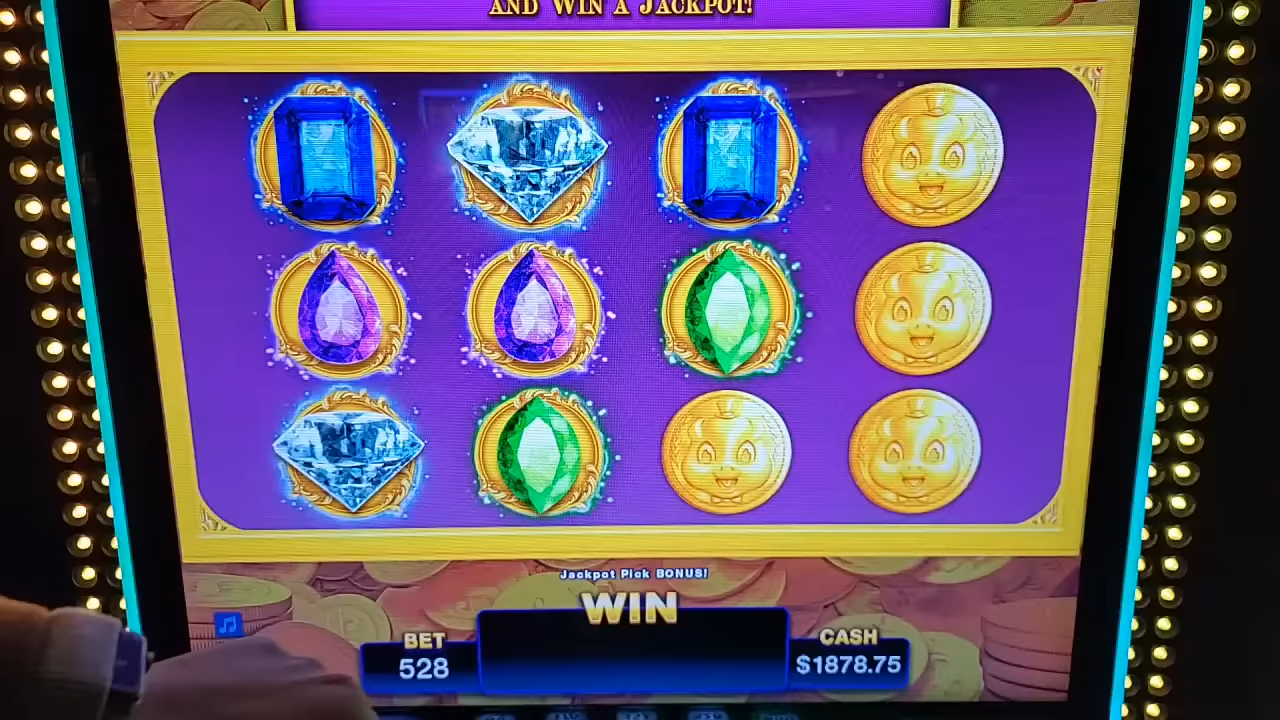 AND WIN A JACKPOT!
Jackpot Pick BONUS!
WIN
BET
528
CASH
$1878.75